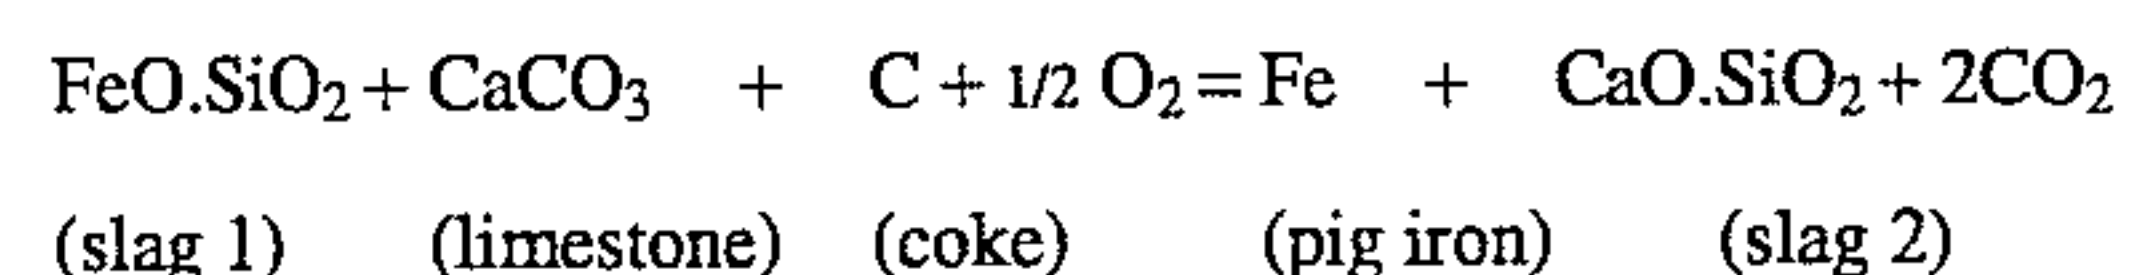 FeO.SiO₂ + CaCO₃ + C + 1/2 O₂ = Fe + CaO.SiO₂ + 2CO₂
(slag 1) (limestone) (coke) (pig iron) (slag 2)